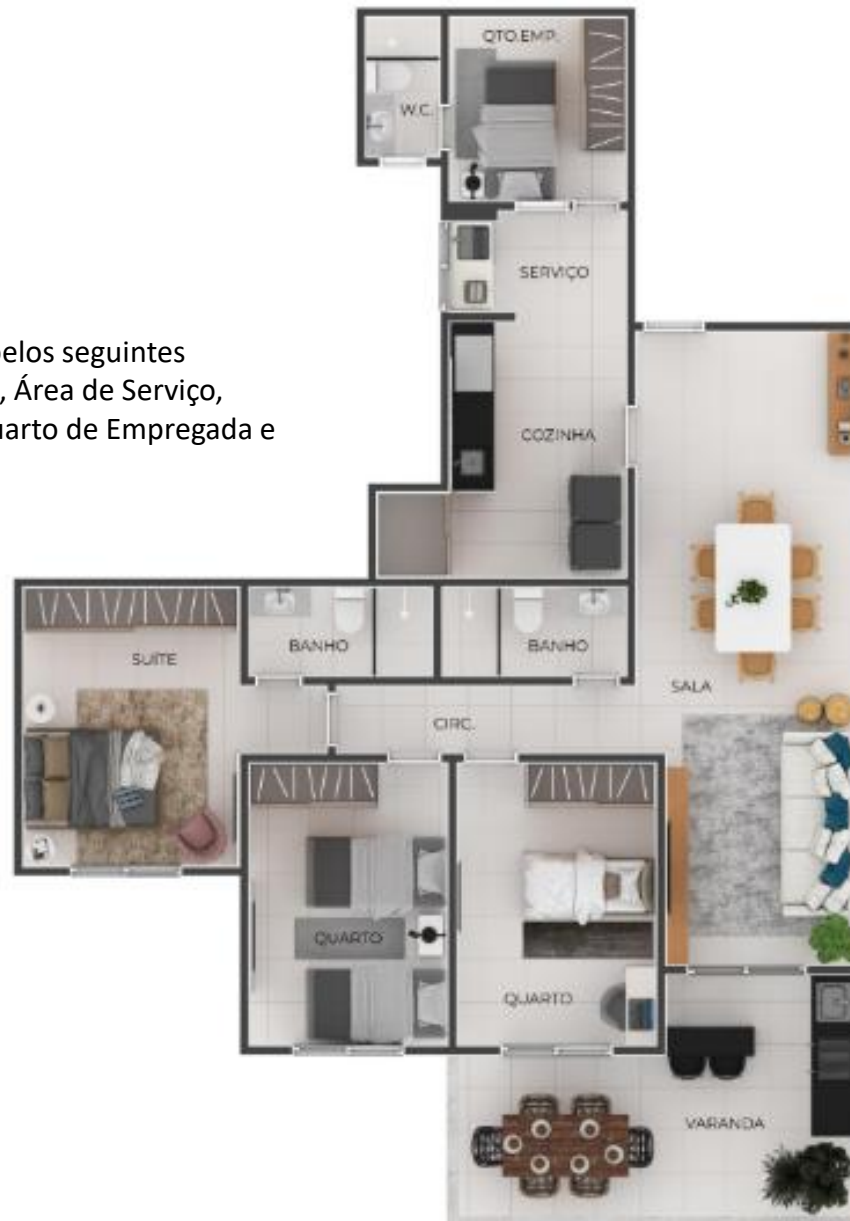 QTO.EMP.
W.C.
SERVIÇO
pelos seguintes
, Área de Serviço,
uarto de Empregada e
COZINHA
BANHO
BANHO
SUÍTE
SALA
CIRC.
QUARTO
QUARTO
VARANDA